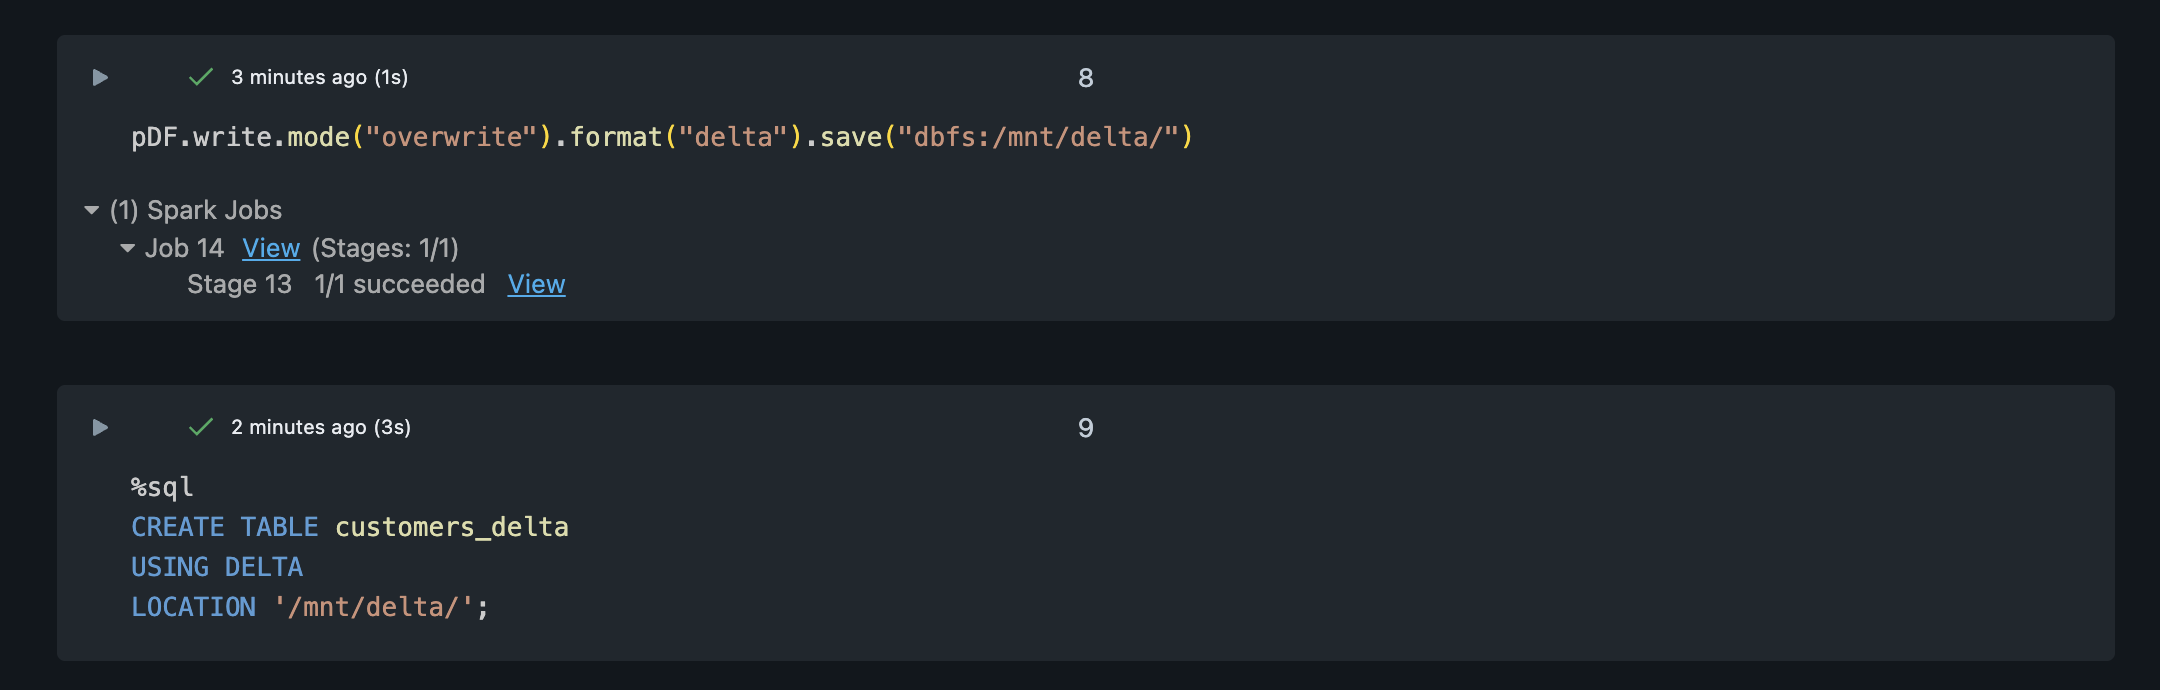 3 minutes ago (1s)
8
pDF.write.mode("overwrite").format("delta").save("dbfs:/mnt/delta/")
(1) Spark Jobs
Job 14 View (Stages: 1/1)
Stage 13 1/1 succeeded View
2 minutes ago (3s)
9
%sql
CREATE TABLE customers_delta
USING DELTA
LOCATION '/mnt/delta/';